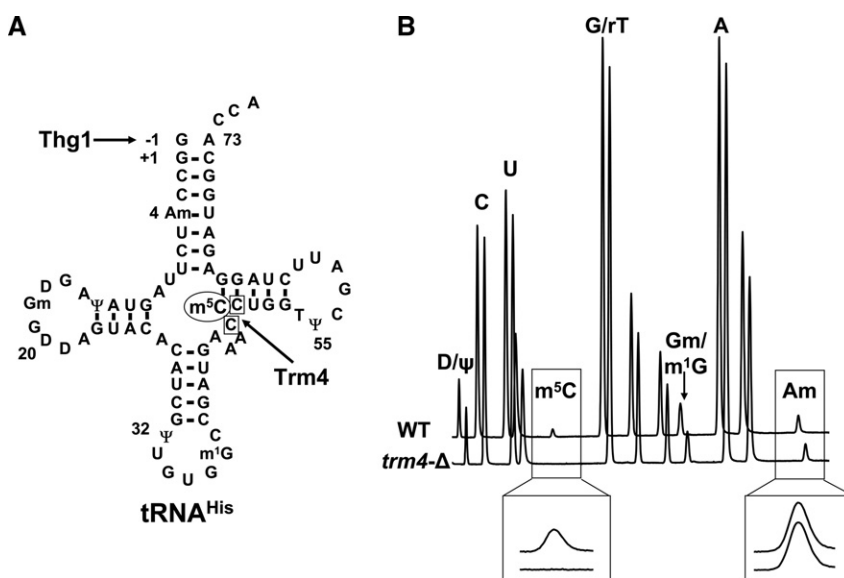 A
B
Thg1
-1
+1
G
G
G
C
C
4 Am
U
C
U
U
A
C
C
A
73
C
G
G
U
A
G
A
G G A U C U U A G C
m⁵C C U G G T Ψ
55
C
A
A
A
Trm4
D G A Ψ A U G A
Gm
G
20
D D A G U A C A
C
A
U
C
G
Ψ
32
U
G
U
G
G
m¹G
C
C
G
A
U
G
tRNAHis
G/rT
A
U
C
D/ψ
m⁵C
Gm/
m¹G
Am
WT
trm4-Δ